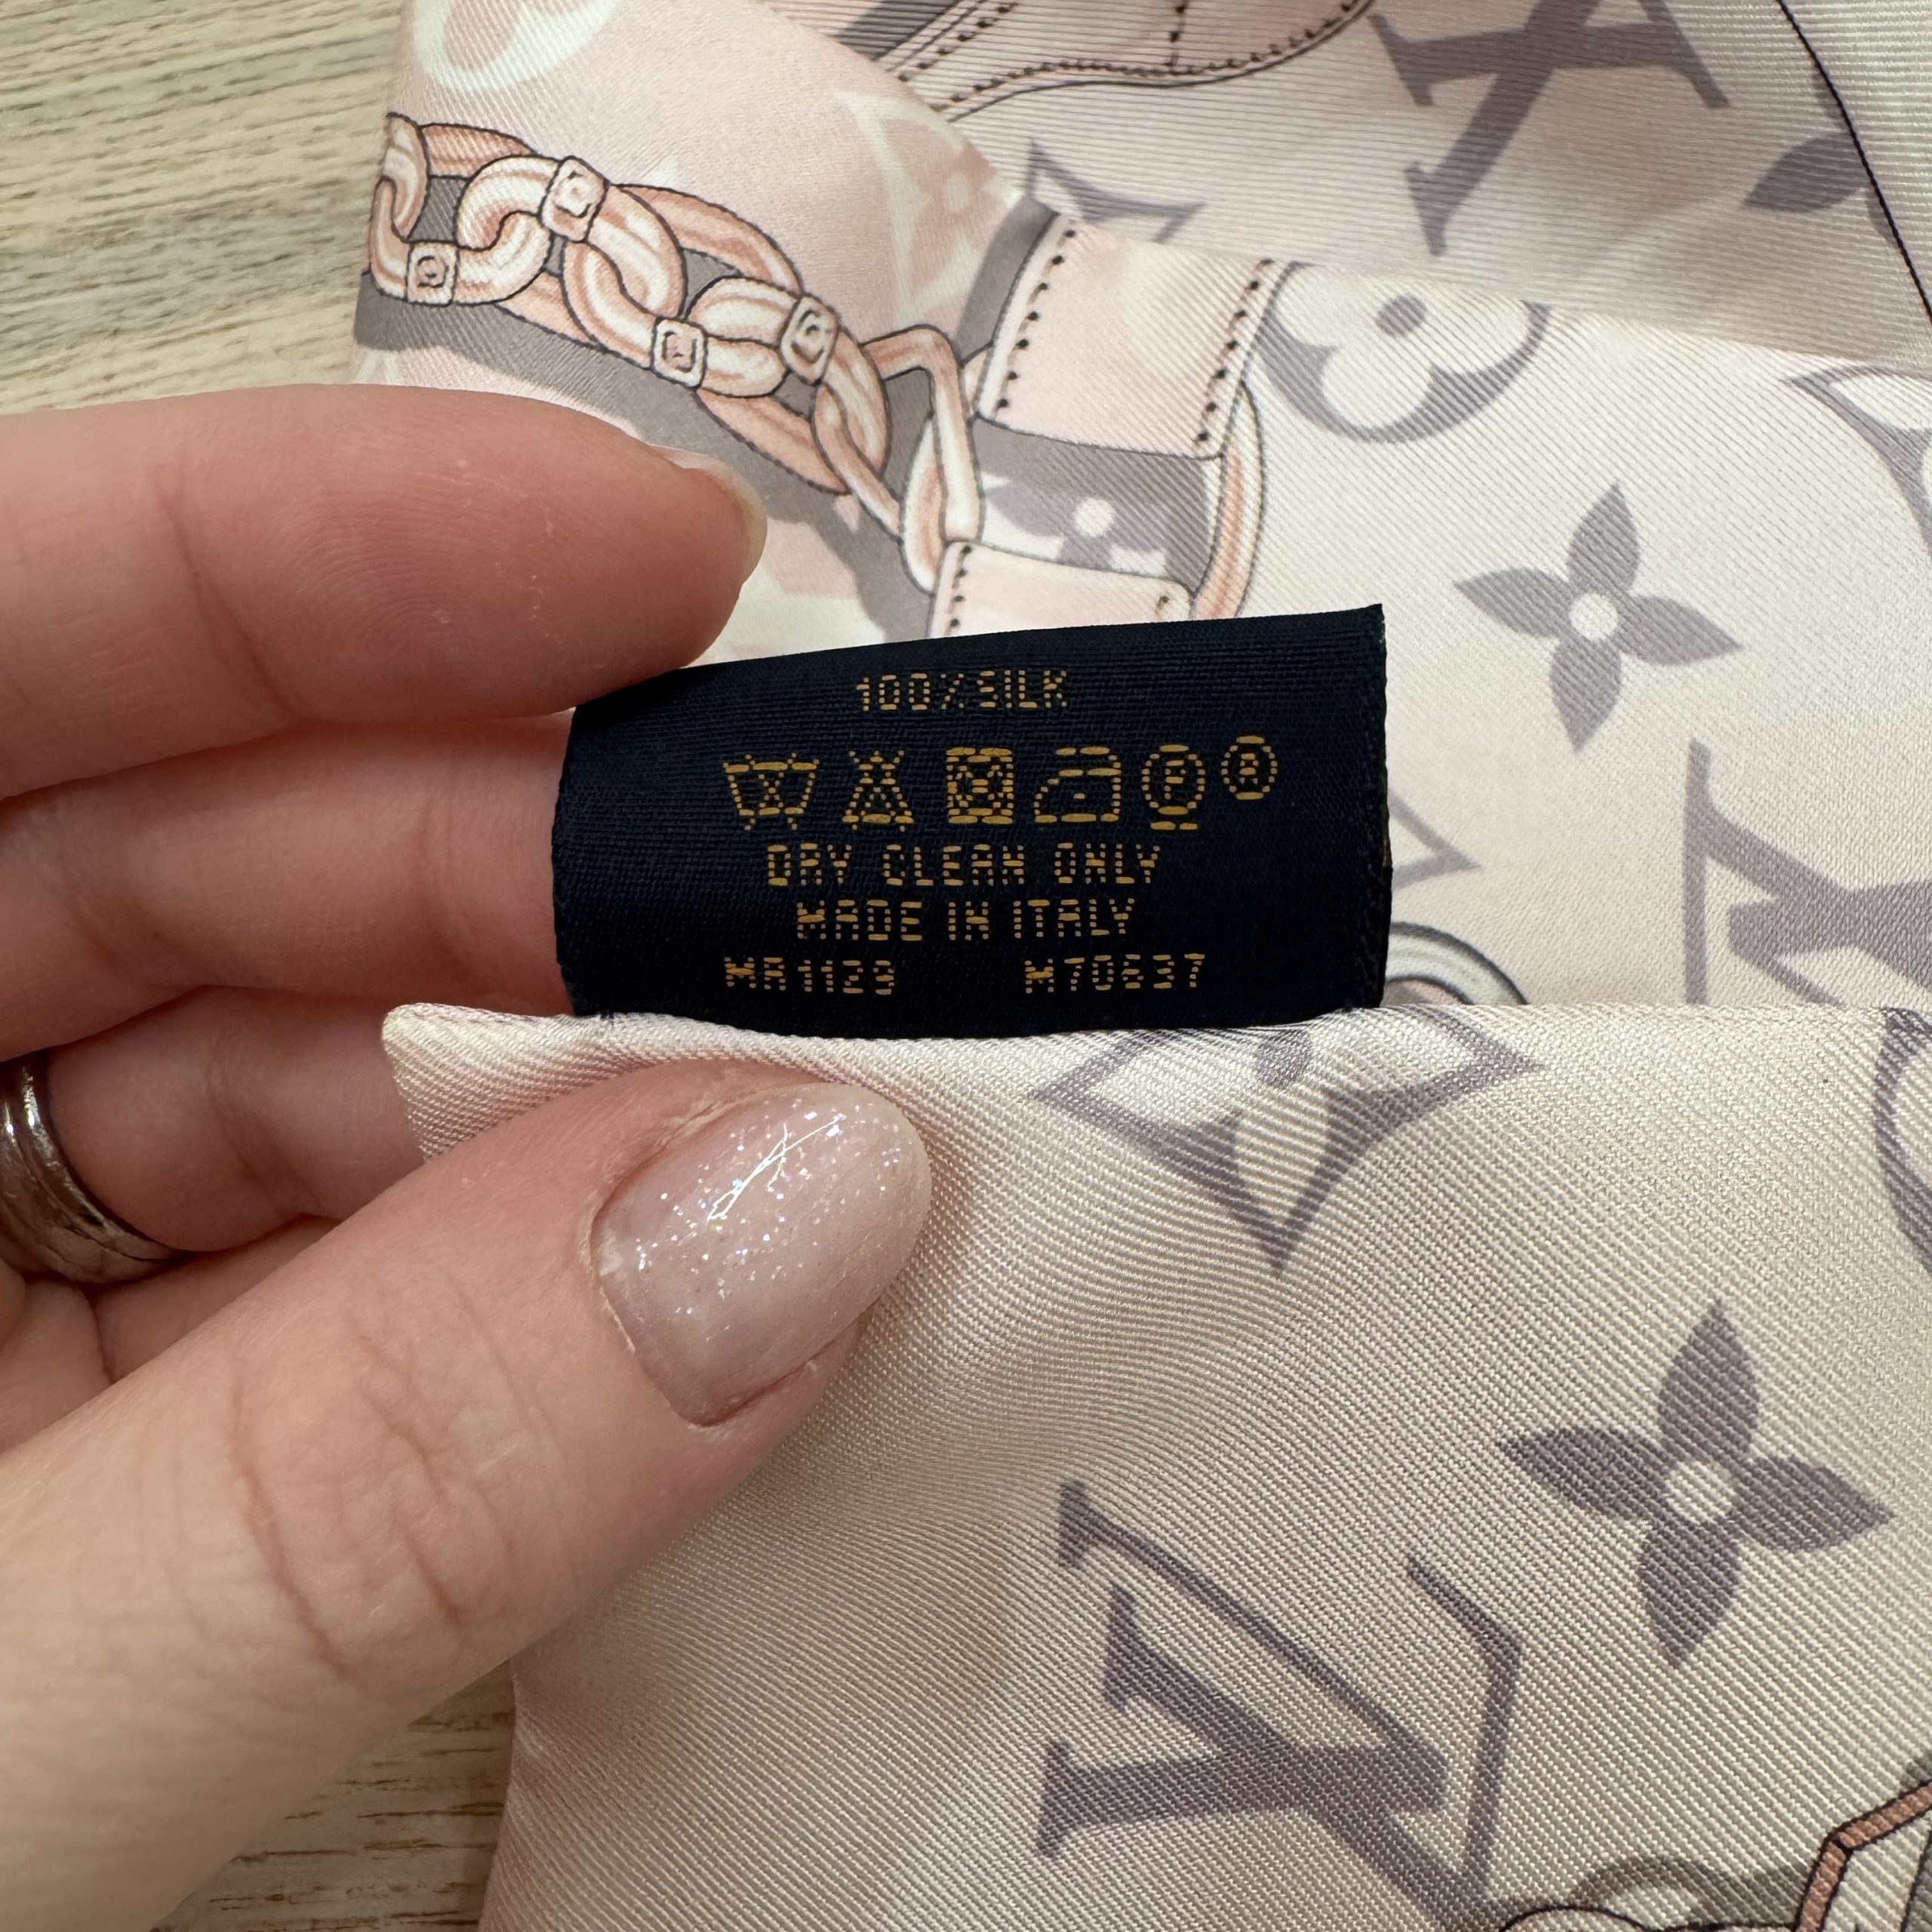 100% SILK
P R
DRY CLEAN ONLY
MADE IN ITALY
MA1129 M70637